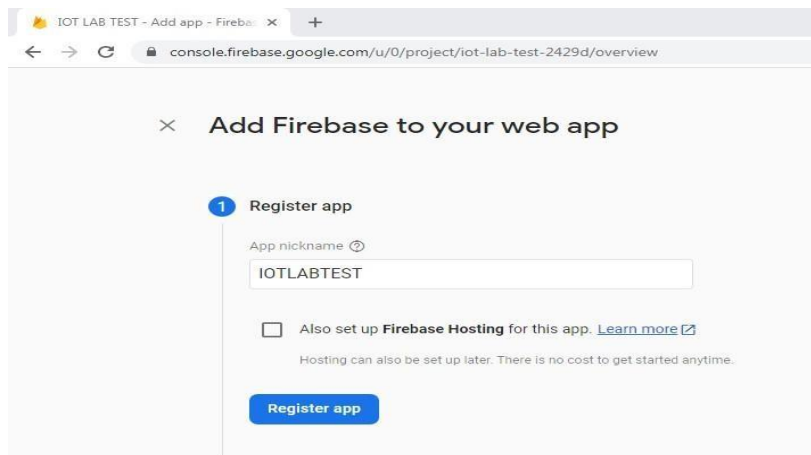 IOT LAB TEST - Add app - Fireba
console.firebase.google.com/u/0/project/iot-lab-test-2429d/overview
Add Firebase to your web app
1 Register app
App nickname
IOTLABTEST
Also set up Firebase Hosting for this app. Learn more
Hosting can also be set up later. There is no cost to get started anytime.
Register app